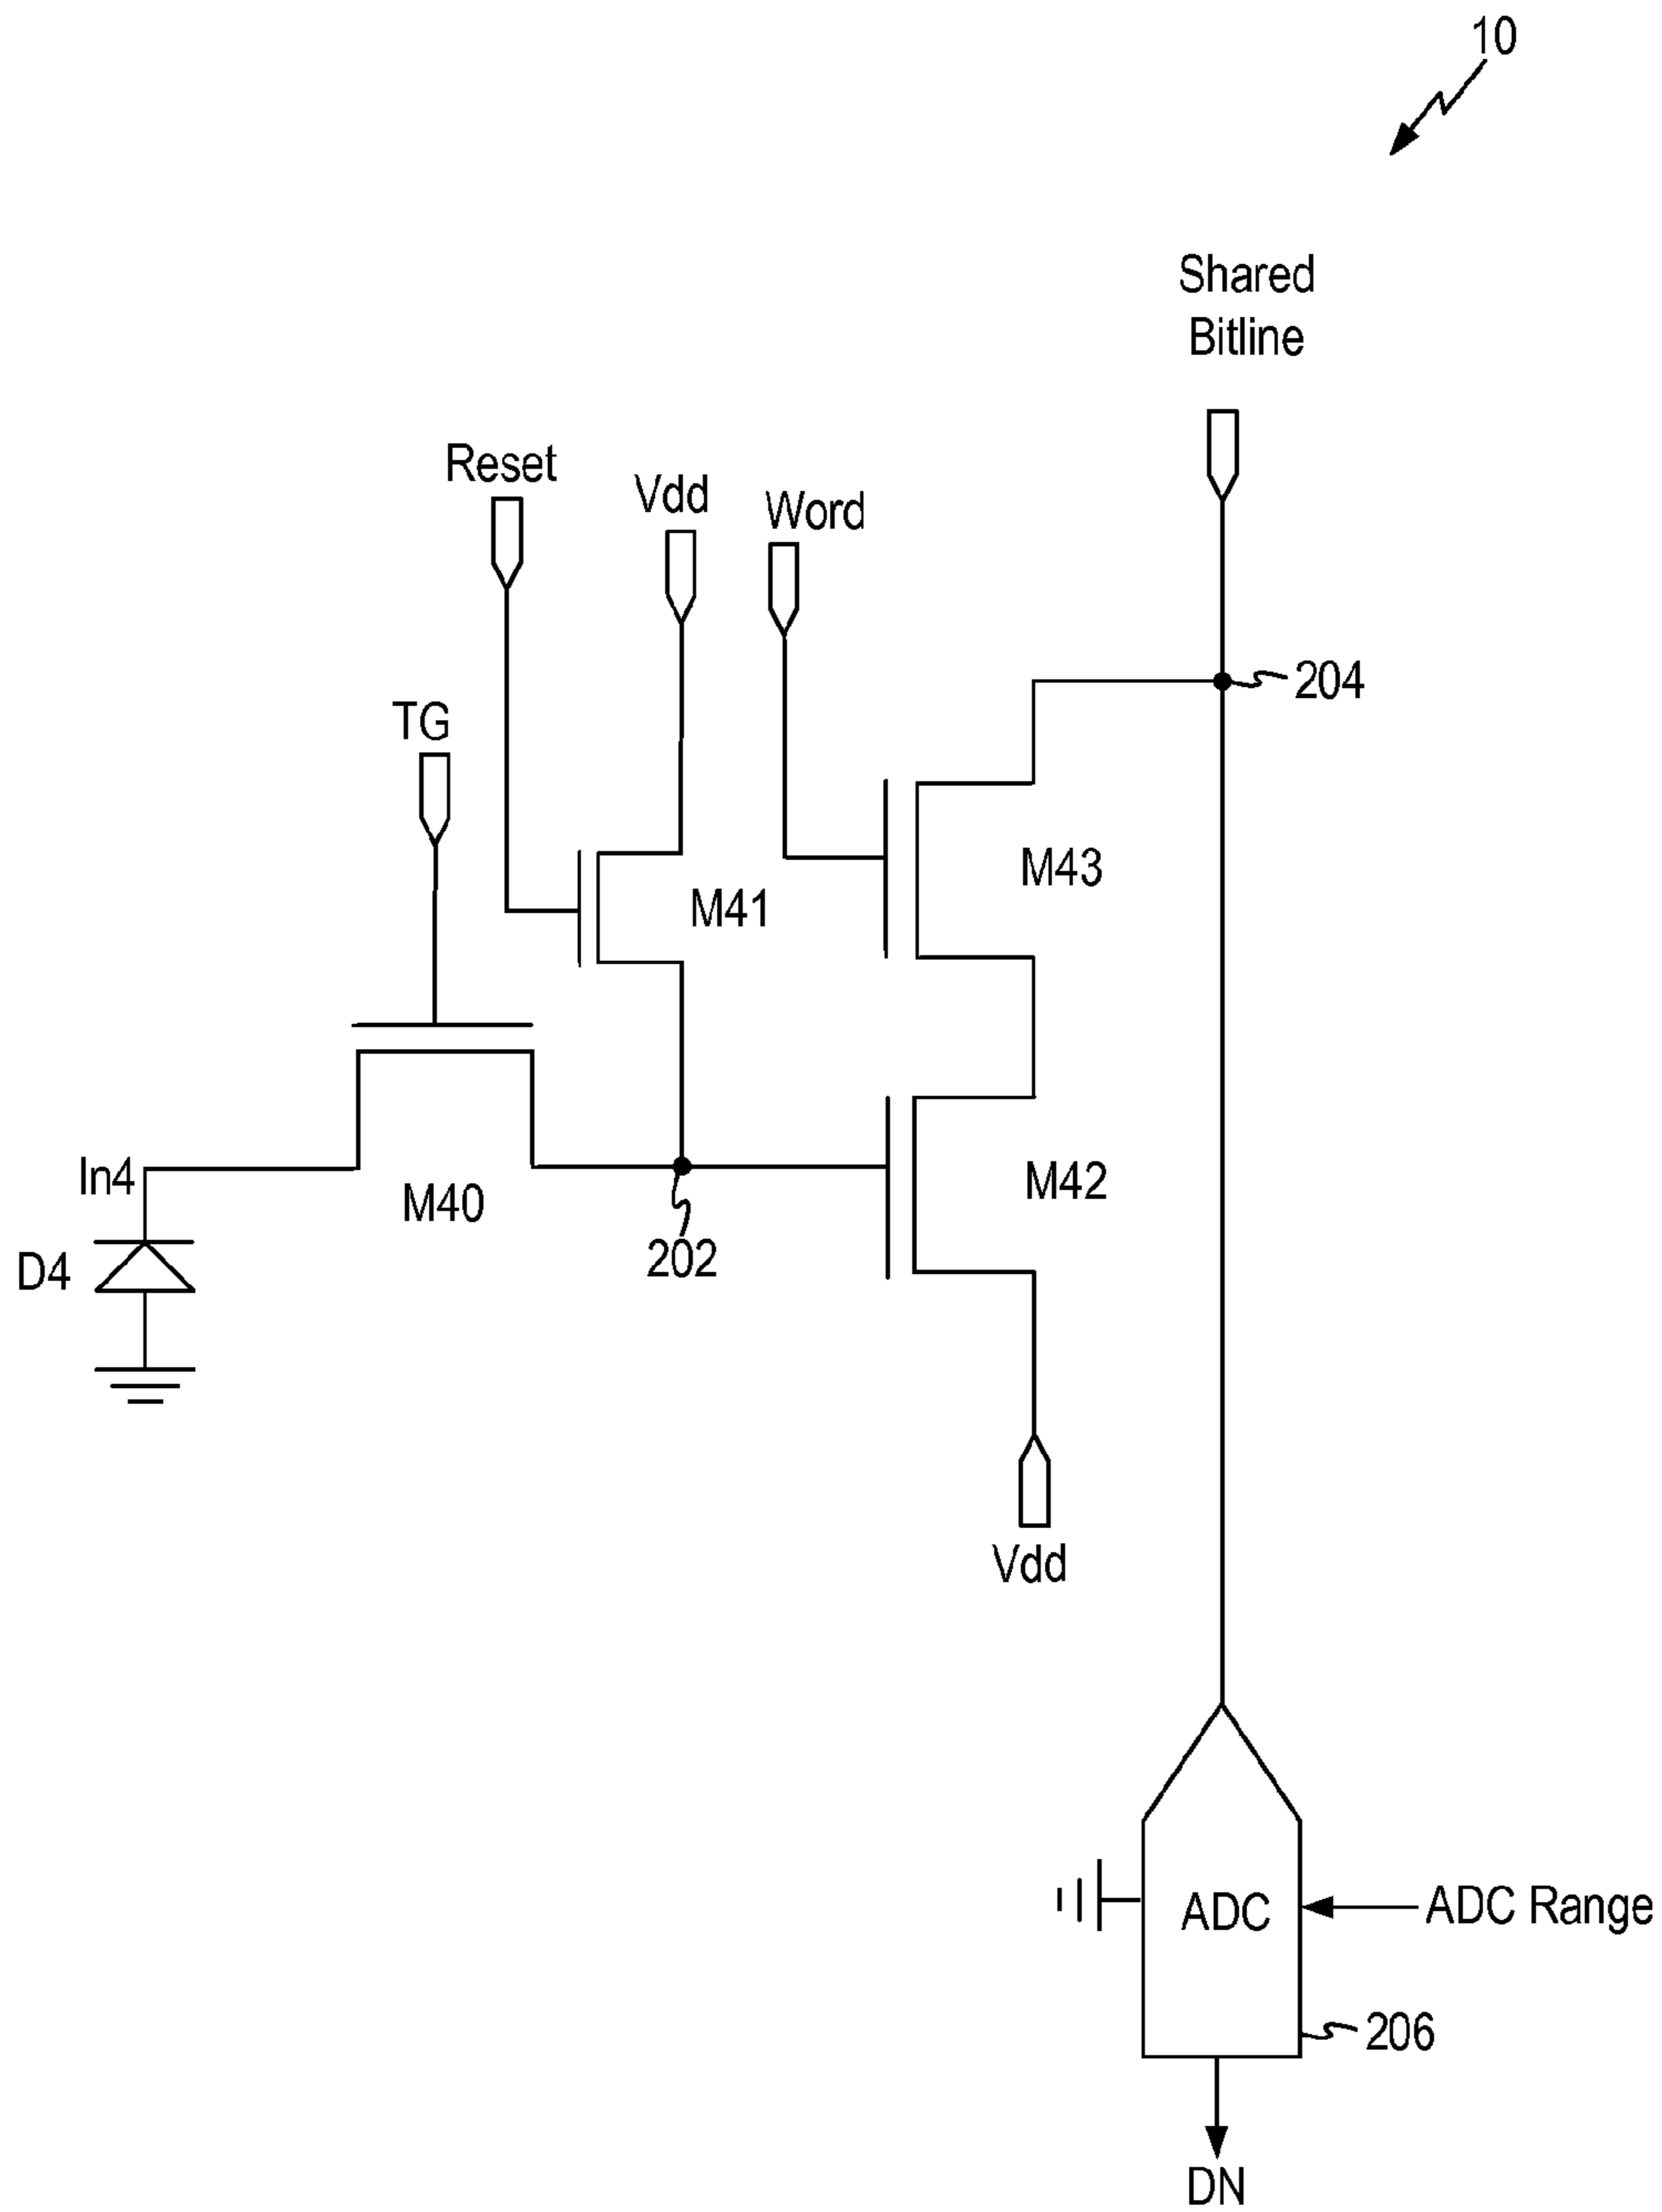 10
Shared
Bitline
Reset
Vdd
Word
204
TG
M43
M41
In4
M40
M42
202
D4
Vdd
ADC
ADC Range
206
DN